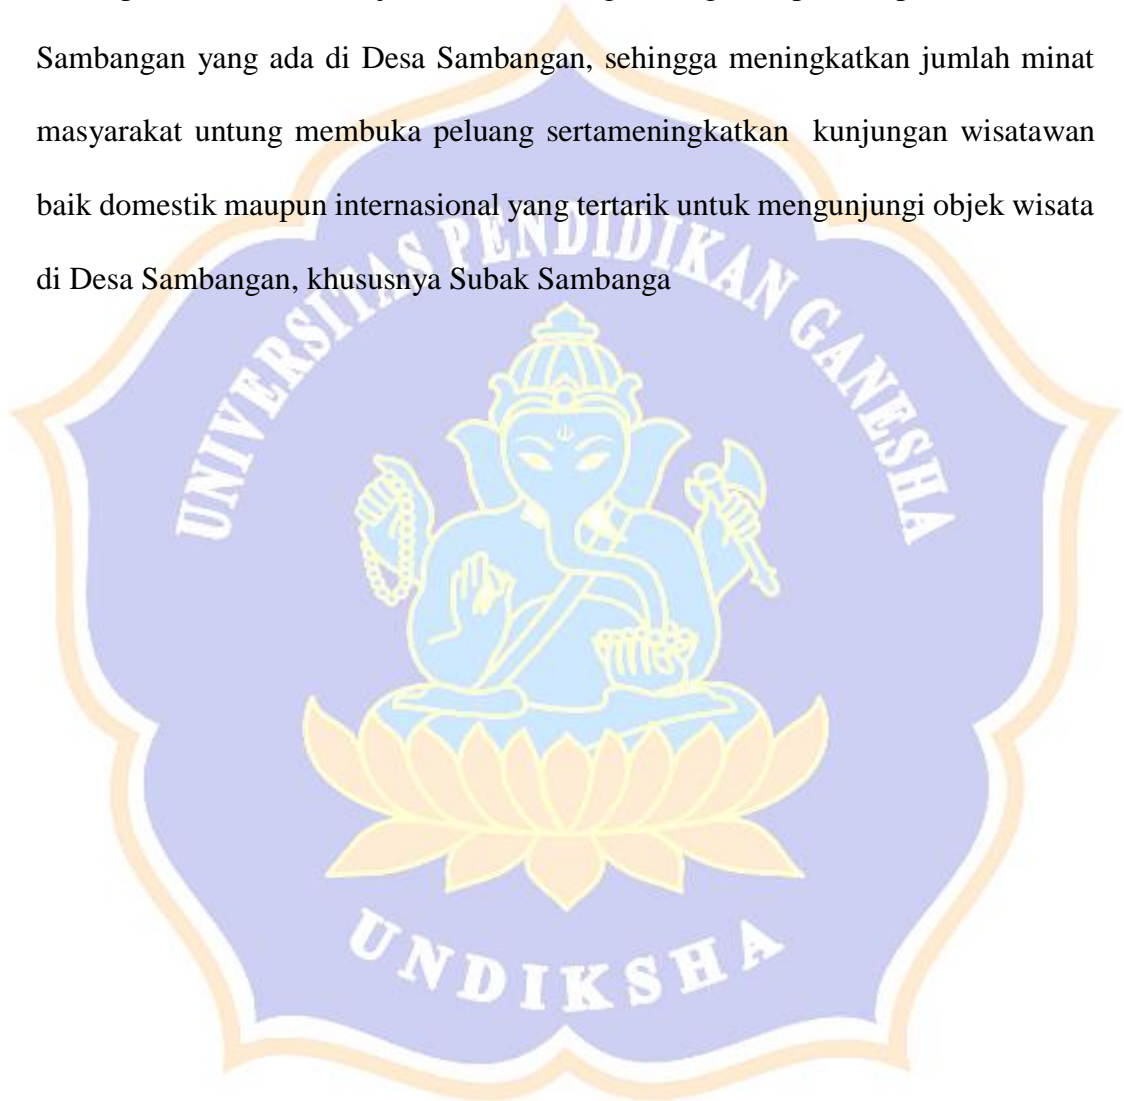 Sambangan yang ada di Desa Sambangan, sehingga meningkatkan jumlah minat
masyarakat untung membuka peluang sertameningkatkan kunjungan wisatawan
baik domestik maupun internasional yang tertarik untuk mengunjungi objek wisata
di Desa Sambangan, khususnya Subak Sambanga
UNIVERSITAS PENDIDIKAN GANESHA
UNDIKSHA